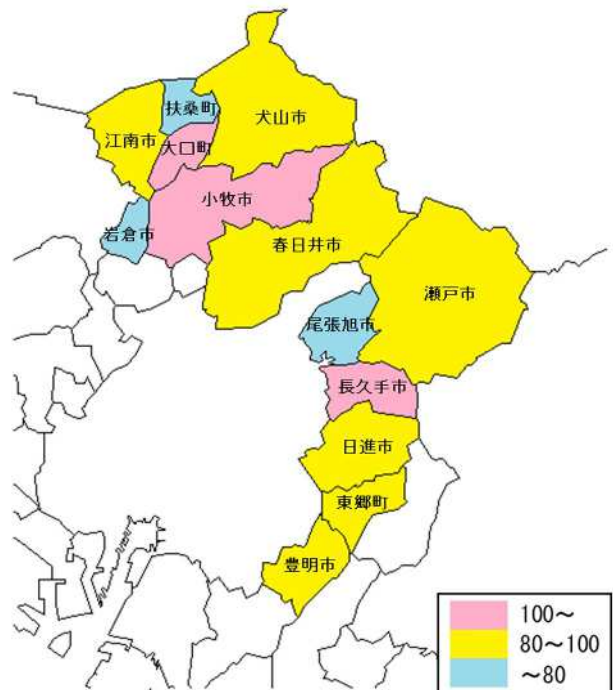 扶桑町
犬山市
江南市
大口町
小牧市
岩倉市
春日井市
瀬戸市
尾張旭市
長久手市
日進市
東郷町
豊明市
100～
80～100
～80